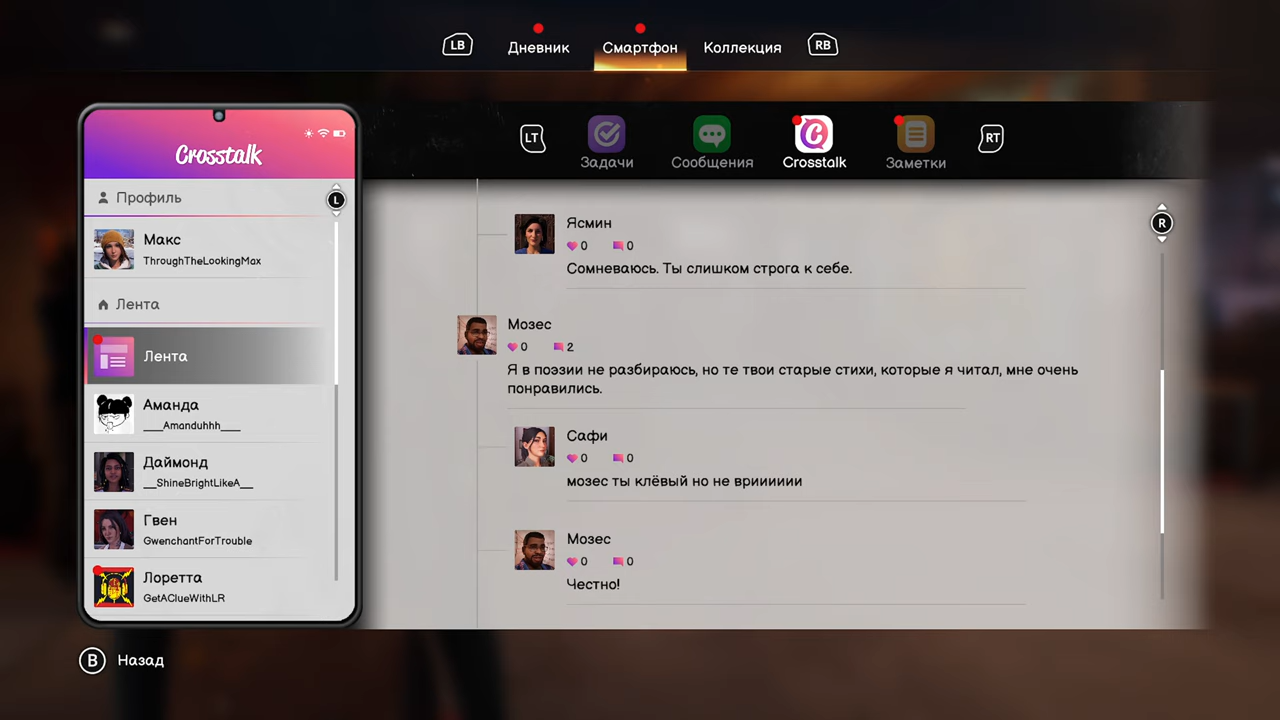 LB
Дневник
Смартфон
Коллекция
RB
Crosstalk
Профиль
L
Макс
ThroughTheLookingMax
Лента
Лента
Аманда
____Amanduhhh____
Даймонд
__ShineBrightLikeA__
Гвен
GwenchantForTrouble
Лоретта
GetAClueWithLR
LT
Задачи
Сообщения
Crosstalk
Заметки
RT
R
Ясмин
0 0
Сомневаюсь. Ты слишком строга к себе.
Мозес
0 2
Я в поэзии не разбираюсь, но те твои старые стихи, которые я читал, мне очень
понравились.
Сафи
0 0
мозес ты клёвый но не вриииииии
Мозес
0 0
Честно!
B Назад